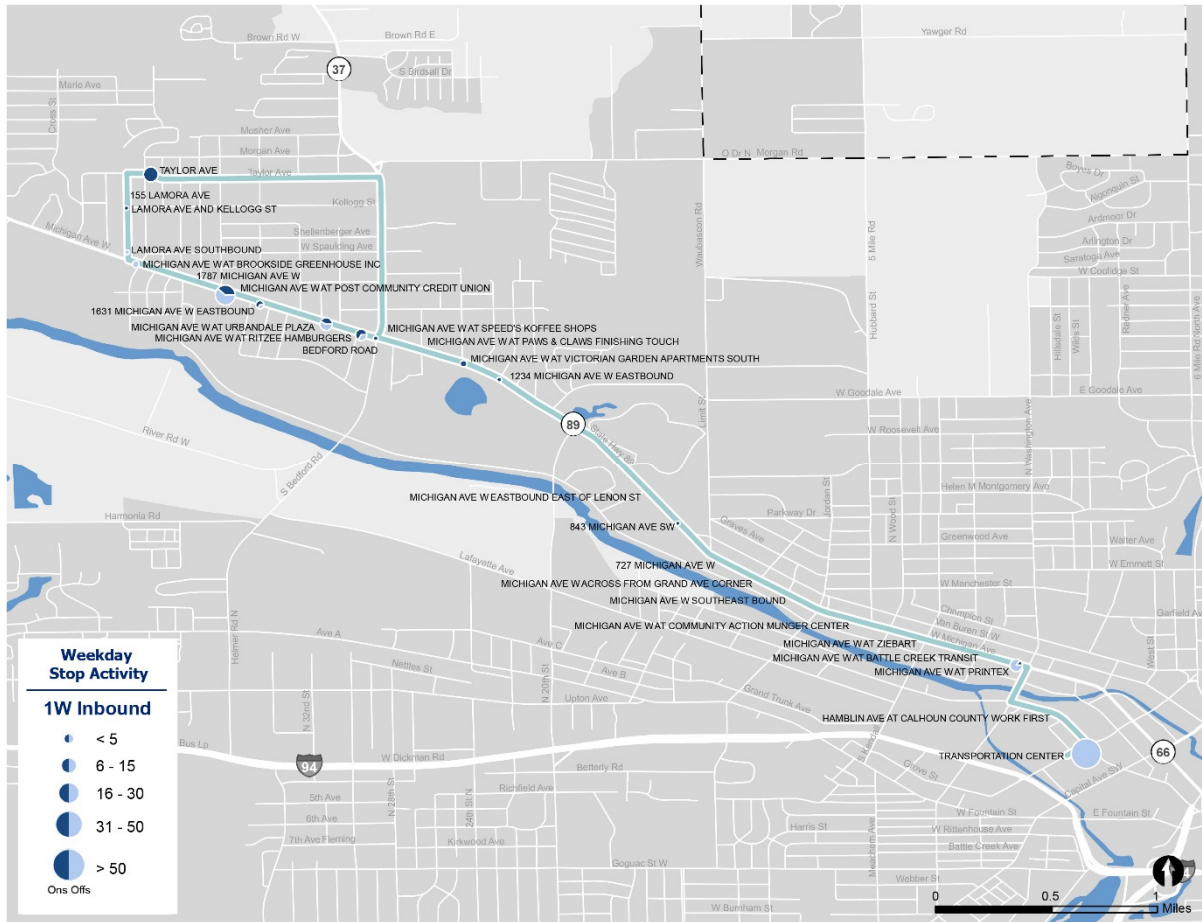 Brown Rd W
Brown Rd E
Yawger Rd
37
S Birdsall Dr
Marle Ave
Cross St
Mosher Ave
Morgan Ave
O Dr N
Morgan Rd
TAYLOR AVE
Taylor Ave
Boyes Dr
Algonquin St
155 LAMORA AVE
LAMORA AVE AND KELLOGG ST
Kellogg St
Waubascon Rd
5 Mile Rd
Ardmoor Dr
Michigan Ave W
Shellenberger Ave
W Spaulding Ave
Arlington Dr
Saratoga Ave
W Coolidge St
LAMORA AVE SOUTHBOUND
MICHIGAN AVE W AT BROOKSIDE GREENHOUSE INC
1787 MICHIGAN AVE W
MICHIGAN AVE W AT POST COMMUNITY CREDIT UNION
1631 MICHIGAN AVE W EASTBOUND
MICHIGAN AVE W AT URBANDALE PLAZA
MICHIGAN AVE W AT RITZEE HAMBURGERS
BEDFORD ROAD
MICHIGAN AVE W AT SPEED'S KOFFEE SHOPS
MICHIGAN AVE W AT PAWS & CLAWS FINISHING TOUCH
MICHIGAN AVE W AT VICTORIAN GARDEN APARTMENTS SOUTH
1234 MICHIGAN AVE W EASTBOUND
Hubbard St
Hillsdale St
Wilds St
Redner Ave
6 Mile Rd
North Ave
W Goodale Ave
E Goodale Ave
Limit St
89
State Hwy 89
W Roosevelt Ave
N Washington Ave
River Rd W
S Bedford Rd
Helen M Montgomery Ave
MICHIGAN AVE W EASTBOUND EAST OF LENON ST
Harmonia Rd
Parkway Dr
Jordan St
N Wood St
843 MICHIGAN AVE SW
Graves Ave
Greenwood Ave
Walter Ave
Lafayette Ave
727 MICHIGAN AVE W
W Emmett St
MICHIGAN AVE W ACROSS FROM GRAND AVE CORNER
W Manchester St
MICHIGAN AVE W SOUTHEAST BOUND
Champion St
Garfield Ave
Helmer Rd N
Ave A
MICHIGAN AVE W AT COMMUNITY ACTION MUNGER CENTER
Van Buren St W
W Michigan Ave
West St
Ave C
MICHIGAN AVE W AT ZIEBART
MICHIGAN AVE W AT BATTLE CREEK TRANSIT
MICHIGAN AVE W AT PRINTEX
Nettles St
Ave B
N 20th St
Upton Ave
Grand Trunk Ave
N 32nd St
HAMBLIN AVE AT CALHOUN COUNTY WORK FIRST
S Kendall
TRANSPORTATION CENTER
66
Bus Lp
94
W Dickman Rd
Betterly Rd
Grove St
Capital Ave SW
N 28th St
24th St N
5th Ave
6th Ave
7th Ave
Fleming
Richfield Ave
Kirkwood Ave
W Fountain St
E Fountain St
Harris St
Meachem Ave
W Rittenhouse Ave
Battle Creek Ave
Goguac St W
Webber St
W Burnham St
Weekday
Stop Activity
1W Inbound
< 5
6 - 15
16 - 30
31 - 50
> 50
Ons Offs
0 0.5 1
Miles